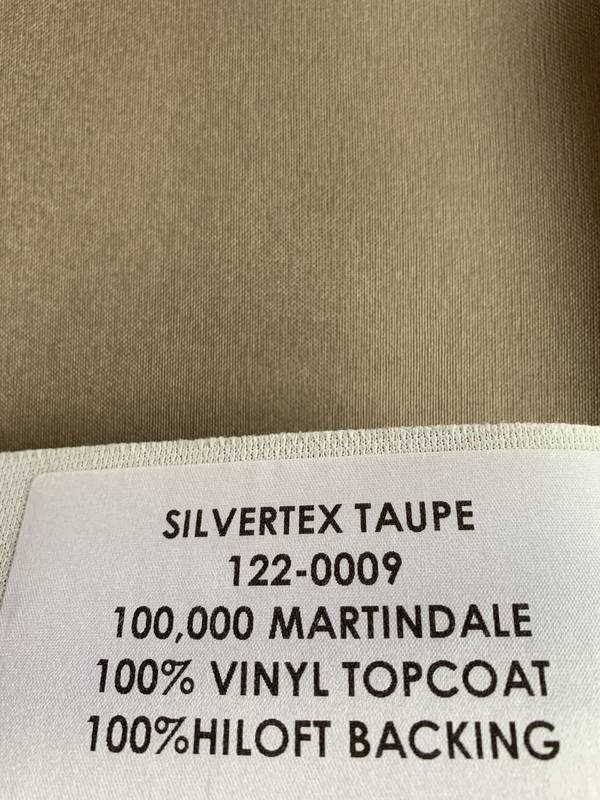 SILVERTEX TAUPE
122-0009
100,000 MARTINDALE
100% VINYL TOPCOAT
100%HILOFT BACKING